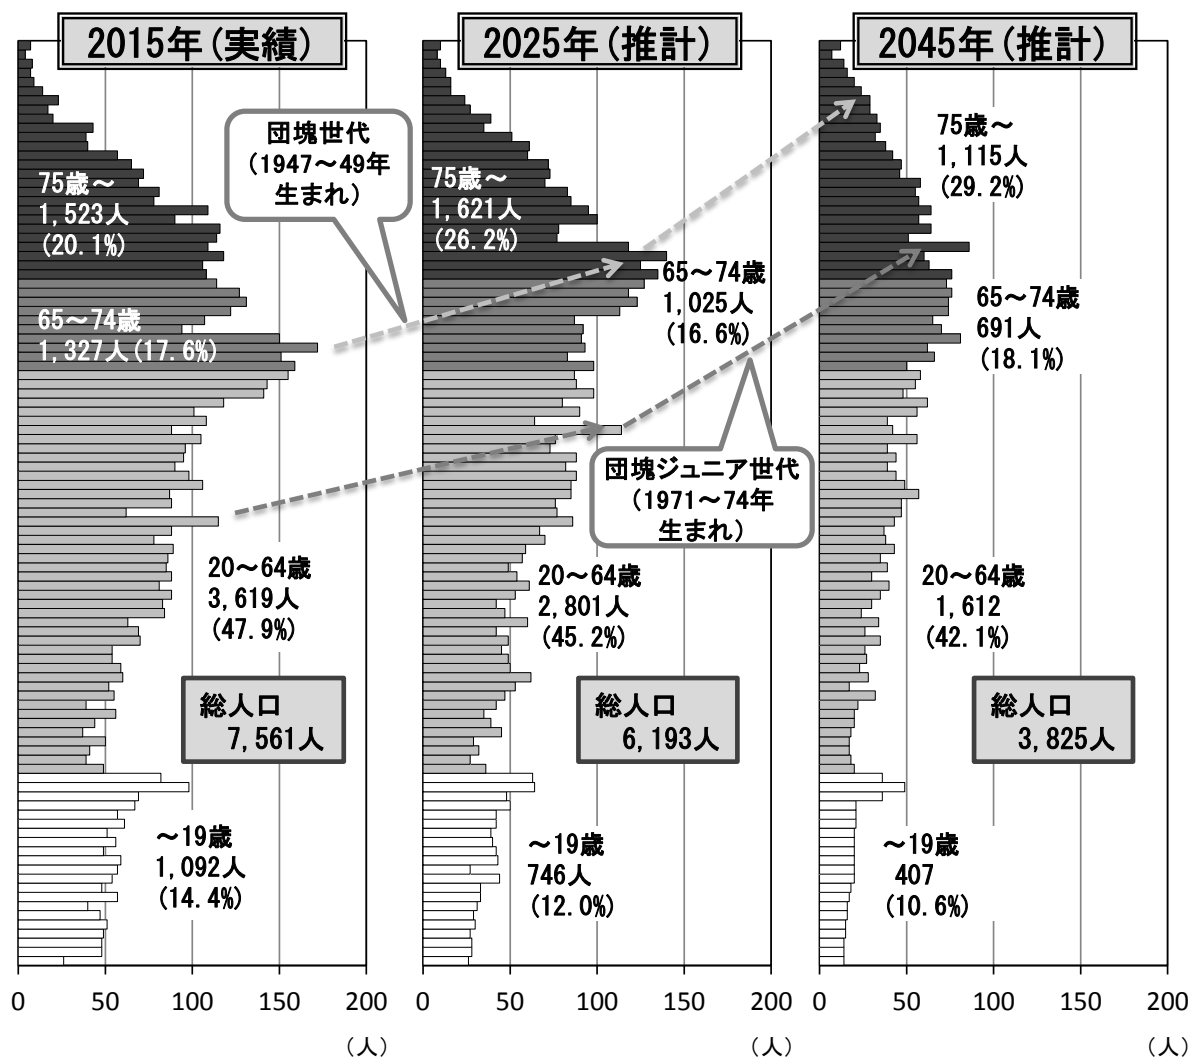 2015年(実績)
団塊世代
(1947～49年
生まれ)
75歳～
1,523人
(20.1%)
65～74歳
1,327人(17.6%)
20～64歳
3,619人
(47.9%)
総人口
7,561人
～19歳
1,092人
(14.4%)
0 50 100 150 200
(人)
2025年(推計)
75歳～
1,621人
(26.2%)
65～74歳
1,025人
(16.6%)
団塊ジュニア世代
(1971～74年
生まれ)
20～64歳
2,801人
(45.2%)
総人口
6,193人
～19歳
746人
(12.0%)
0 50 100 150 200
(人)
2045年(推計)
75歳～
1,115人
(29.2%)
65～74歳
691人
(18.1%)
20～64歳
1,612
(42.1%)
総人口
3,825人
～19歳
407
(10.6%)
0 50 100 150 200
(人)